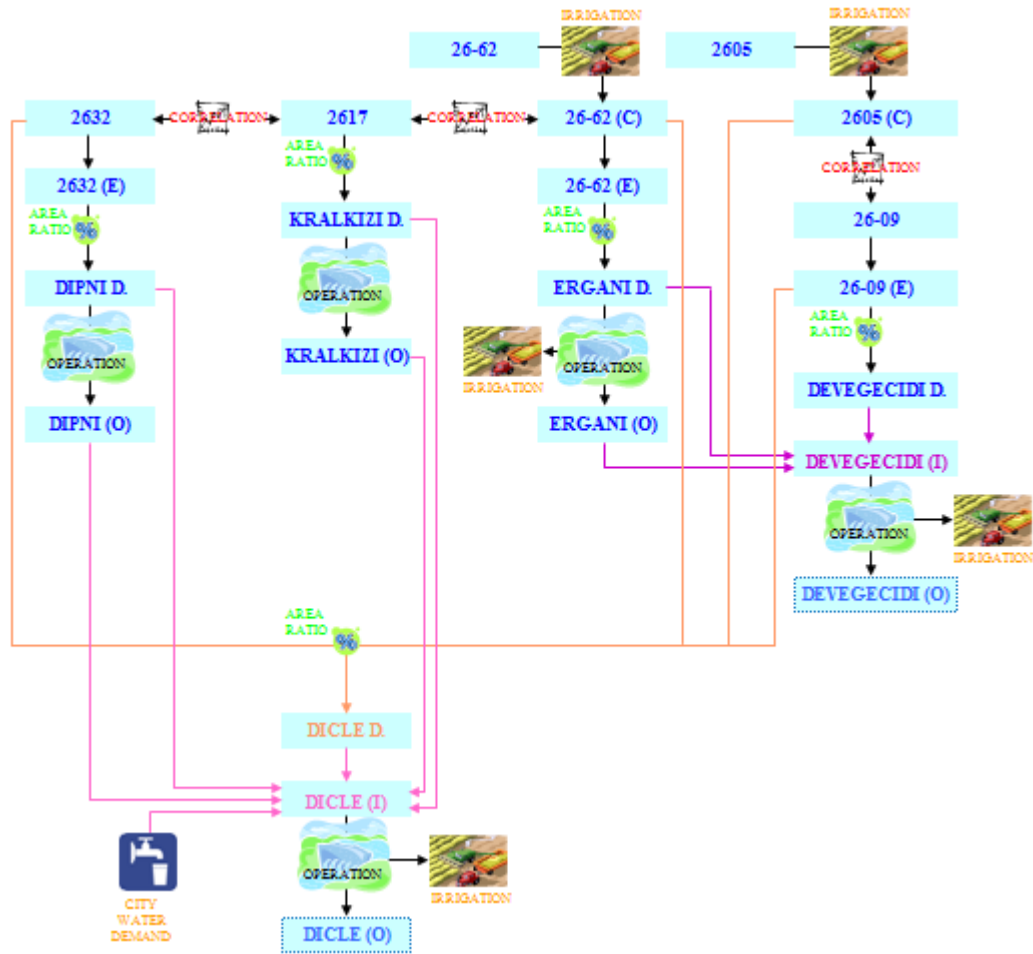 IRRIGATION
IRRIGATION
26-62
2605
2632
CORRELATION
2617
CORRELATION
26-62 (C)
2605 (C)
AREA
RATIO
%
CORRELATION
2632 (E)
26-62 (E)
AREA
RATIO
%
KRALKIZI D.
AREA
RATIO
%
26-09
DIPNI D.
OPERATION
ERGANI D.
26-09 (E)
AREA
RATIO
%
OPERATION
KRALKIZI (O)
IRRIGATION
OPERATION
DEVEGECIDI D.
DIPNI (O)
ERGANI (O)
DEVEGECIDI (I)
OPERATION
IRRIGATION
DEVEGECIDI (O)
AREA
RATIO
%
DICLE D.
DICLE (I)
OPERATION
IRRIGATION
CITY
WATER
DEMAND
DICLE (O)